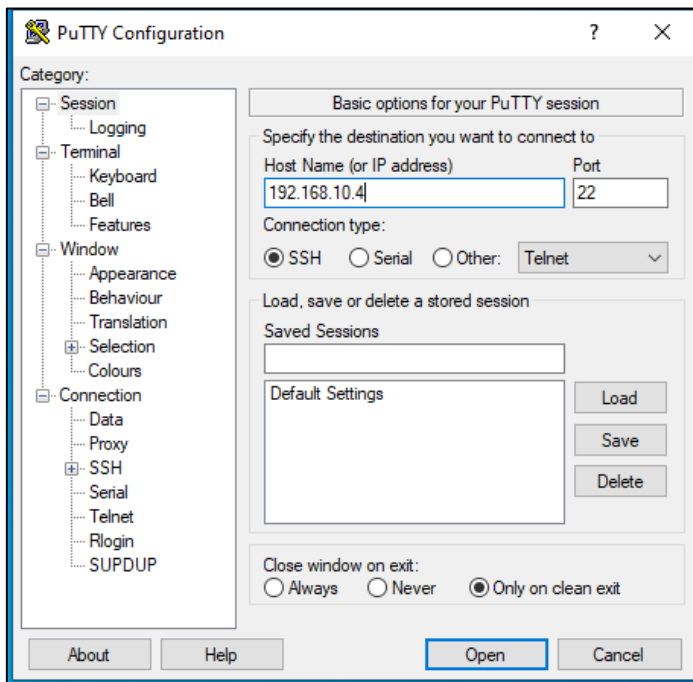 PuTTY Configuration
?
Category:
Session
Logging
Terminal
Keyboard
Bell
Features
Window
Appearance
Behaviour
Translation
Selection
Colours
Connection
Data
Proxy
SSH
Serial
Telnet
Rlogin
SUPDUP
Basic options for your PuTTY session
Specify the destination you want to connect to
Host Name (or IP address) Port
192.168.10.4 22
Connection type:
SSH Serial Other: Telnet
Load, save or delete a stored session
Saved Sessions
Default Settings
Load
Save
Delete
Close window on exit:
Always Never Only on clean exit
About Help Open Cancel